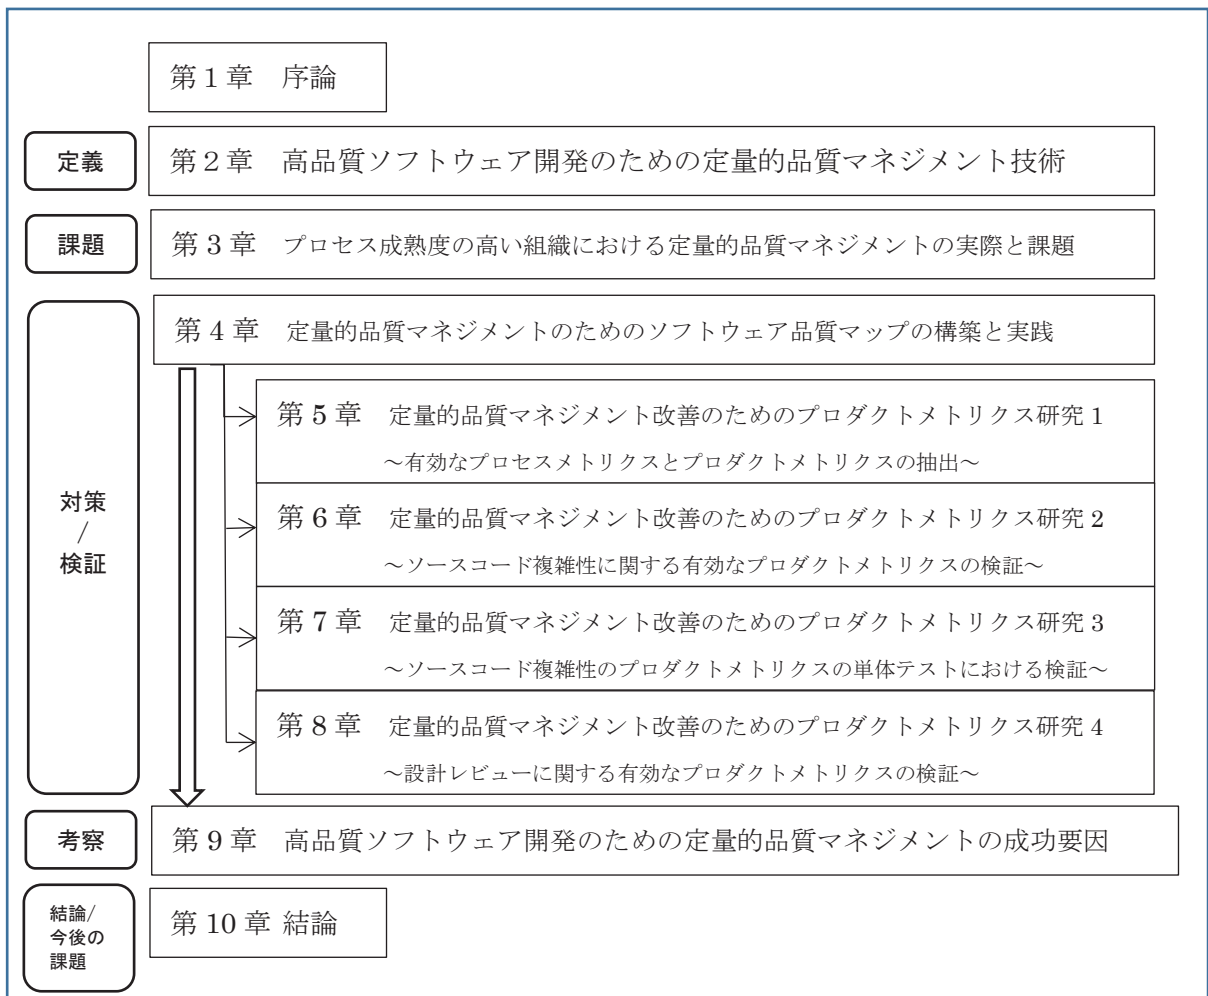 第1章 序論
定義
第2章 高品質ソフトウェア開発のための定量的品質マネジメント技術
課題
第3章 プロセス成熟度の高い組織における定量的品質マネジメントの実際と課題
対策
/
検証
第4章 定量的品質マネジメントのためのソフトウェア品質マップの構築と実践
第5章 定量的品質マネジメント改善のためのプロダクトメトリクス研究1
～有効なプロセスメトリクスとプロダクトメトリクスの抽出～
第6章 定量的品質マネジメント改善のためのプロダクトメトリクス研究2
～ソースコード複雑性に関する有効なプロダクトメトリクスの検証～
第7章 定量的品質マネジメント改善のためのプロダクトメトリクス研究3
～ソースコード複雑性のプロダクトメトリクスの単体テストにおける検証～
第8章 定量的品質マネジメント改善のためのプロダクトメトリクス研究4
～設計レビューに関する有効なプロダクトメトリクスの検証～
考察
第9章 高品質ソフトウェア開発のための定量的品質マネジメントの成功要因
結論/
今後の
課題
第10章 結論